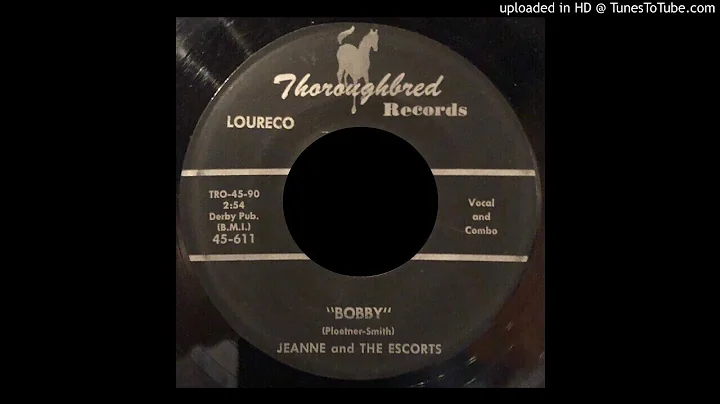 uploaded in HD @ TunesToTube.com
Thoroughbred
Records
LOURECO
TRO-45-90
2:54
Derby Pub.
(B.M.I.)
45-611
Vocal
and
Combo
"BOBBY"
(Ploetner-Smith)
JEANNE and THE ESCORTS